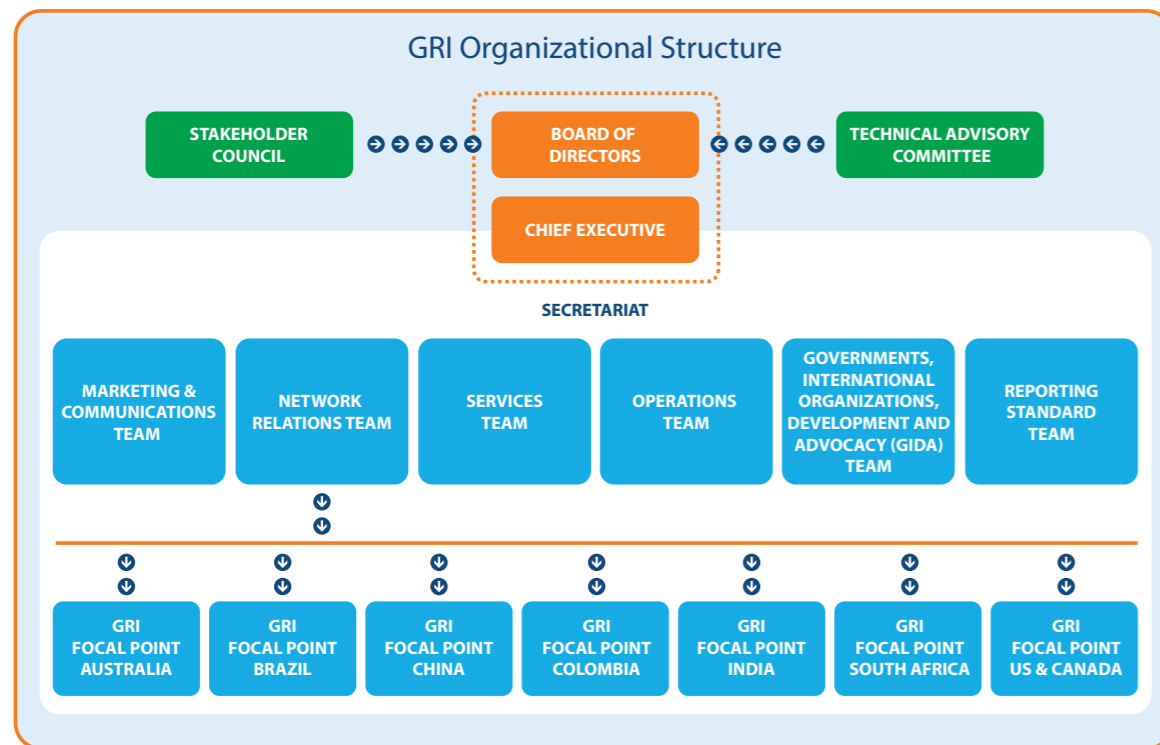 GRI Organizational Structure
STAKEHOLDER
COUNCIL
BOARD OF
DIRECTORS
TECHNICAL ADVISORY
COMMITTEE
CHIEF EXECUTIVE
SECRETARIAT
MARKETING &
COMMUNICATIONS
TEAM
NETWORK
RELATIONS TEAM
SERVICES
TEAM
OPERATIONS
TEAM
GOVERNMENTS,
INTERNATIONAL
ORGANIZATIONS,
DEVELOPMENT AND
ADVOCACY (GIDA)
TEAM
REPORTING
STANDARD
TEAM
GRI
FOCAL POINT
AUSTRALIA
GRI
FOCAL POINT
BRAZIL
GRI
FOCAL POINT
CHINA
GRI
FOCAL POINT
COLOMBIA
GRI
FOCAL POINT
INDIA
GRI
FOCAL POINT
SOUTH AFRICA
GRI
FOCAL POINT
US & CANADA